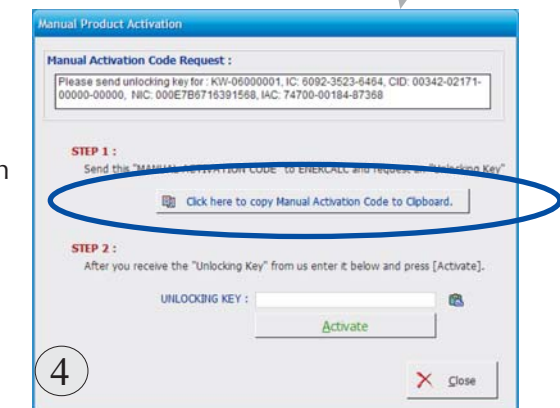 Manual Product Activation
Manual Activation Code Request :
Please send unlocking key for : KW-06000001, IC: 6092-3523-6464, CID: 00342-02171-
00000-00000, NIC: 000E7B6716391568, IAC: 74700-00184-87368
n
STEP 1 :
Send this "MANUAL ACTIVATION CODE" to ENERCALC and request an "Unlocking Key"
Click here to copy Manual Activation Code to Clipboard.
STEP 2 :
After you receive the "Unlocking Key" from us enter it below and press [Activate].
UNLOCKING KEY :
Activate
4
Close